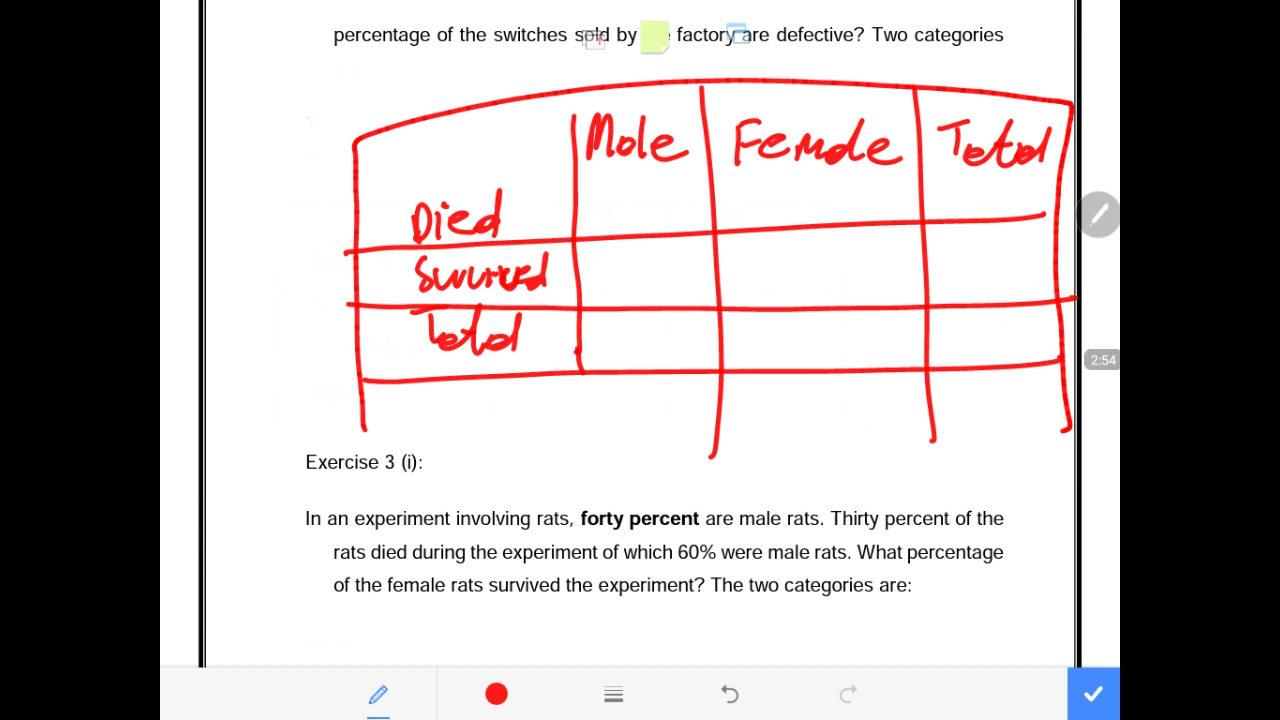 percentage of the switches sold by factory are defective? Two categories
Male Female Total
Died
Survived
Total
2:54
Exercise 3 (i):
In an experiment involving rats, forty percent are male rats. Thirty percent of the
rats died during the experiment of which 60% were male rats. What percentage
of the female rats survived the experiment? The two categories are: